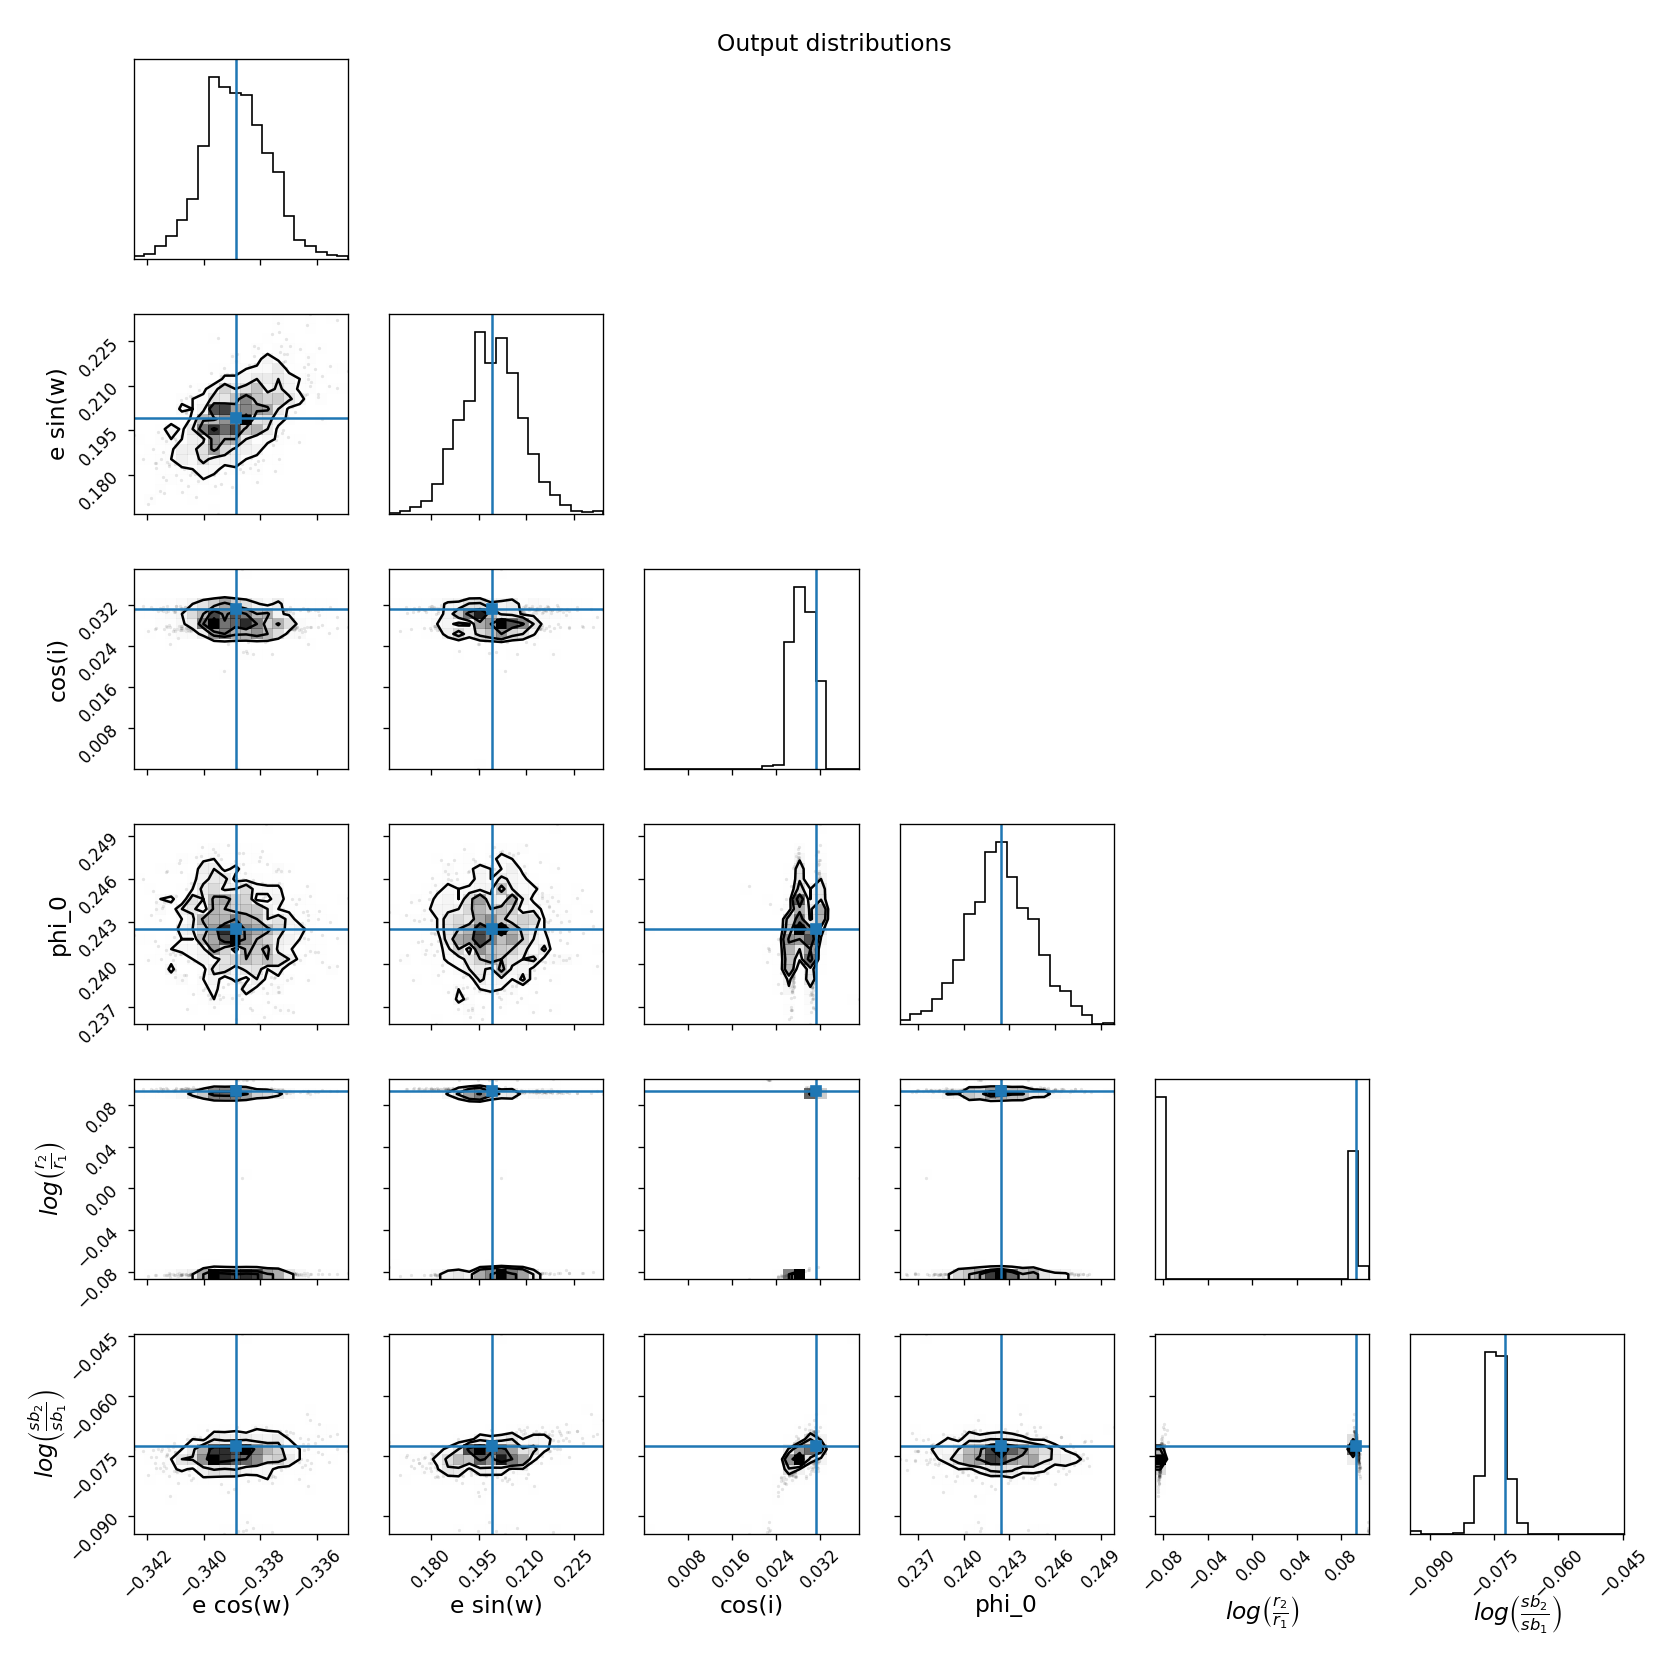 Output distributions
e sin(w)
0.225
0.210
0.195
0.180
cos(i)
0.032
0.024
0.016
0.008
phi_0
0.249
0.246
0.243
0.240
0.237
log(r₂/r₁)
0.08
0.04
0.00
−0.04
−0.08
log(sb₂/sb₁)
−0.045
−0.060
−0.075
−0.090
−0.342 −0.340 −0.338 −0.336
0.180 0.195 0.210 0.225
0.008 0.016 0.024 0.032
0.237 0.240 0.243 0.246 0.249
−0.08 −0.04 0.00 0.04 0.08
−0.090 −0.075 −0.060 −0.045
e cos(w) e sin(w) cos(i) phi_0 log(r₂/r₁) log(sb₂/sb₁)